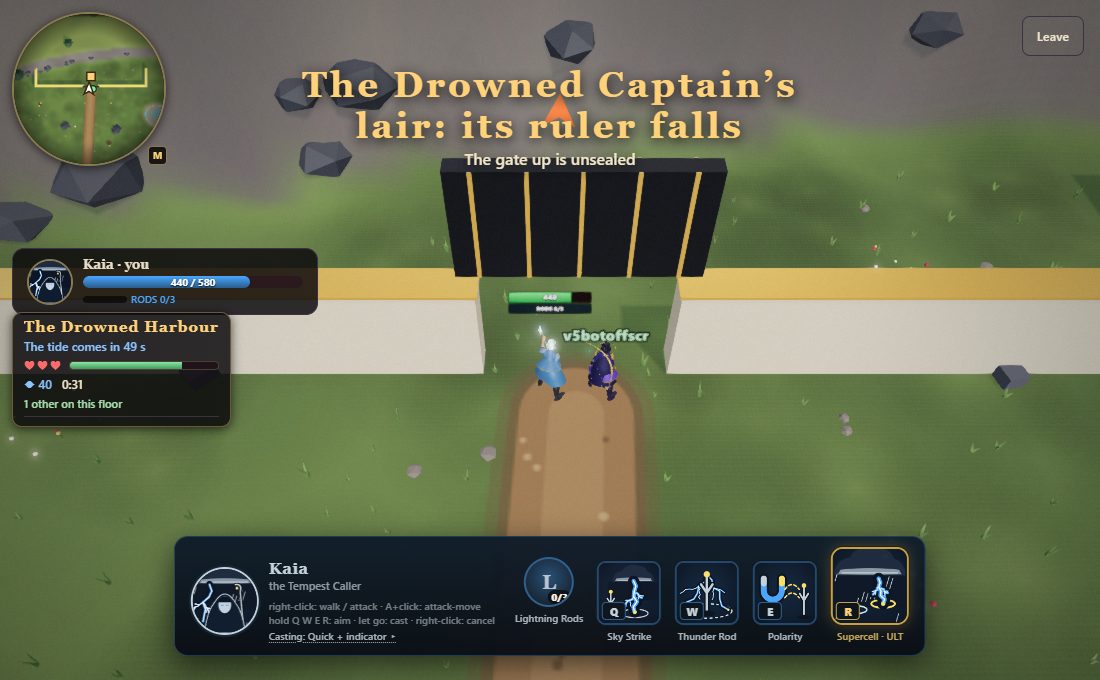 Leave
The Drowned Captain's
lair: its ruler falls
The gate up is unsealed
M
Kaia · you
440 / 580
RODS 0/3
The Drowned Harbour
The tide comes in 49 s
40 0:31
1 other on this floor
440
RODS 0/3
v5botoffscr
Kaia
the Tempest Caller
right-click: walk / attack · A+click: attack-move
hold Q W E R: aim · let go: cast · right-click: cancel
Casting: Quick + indicator
L
0/3
Lightning Rods
Q
Sky Strike
W
Thunder Rod
E
Polarity
R
Supercell · ULT